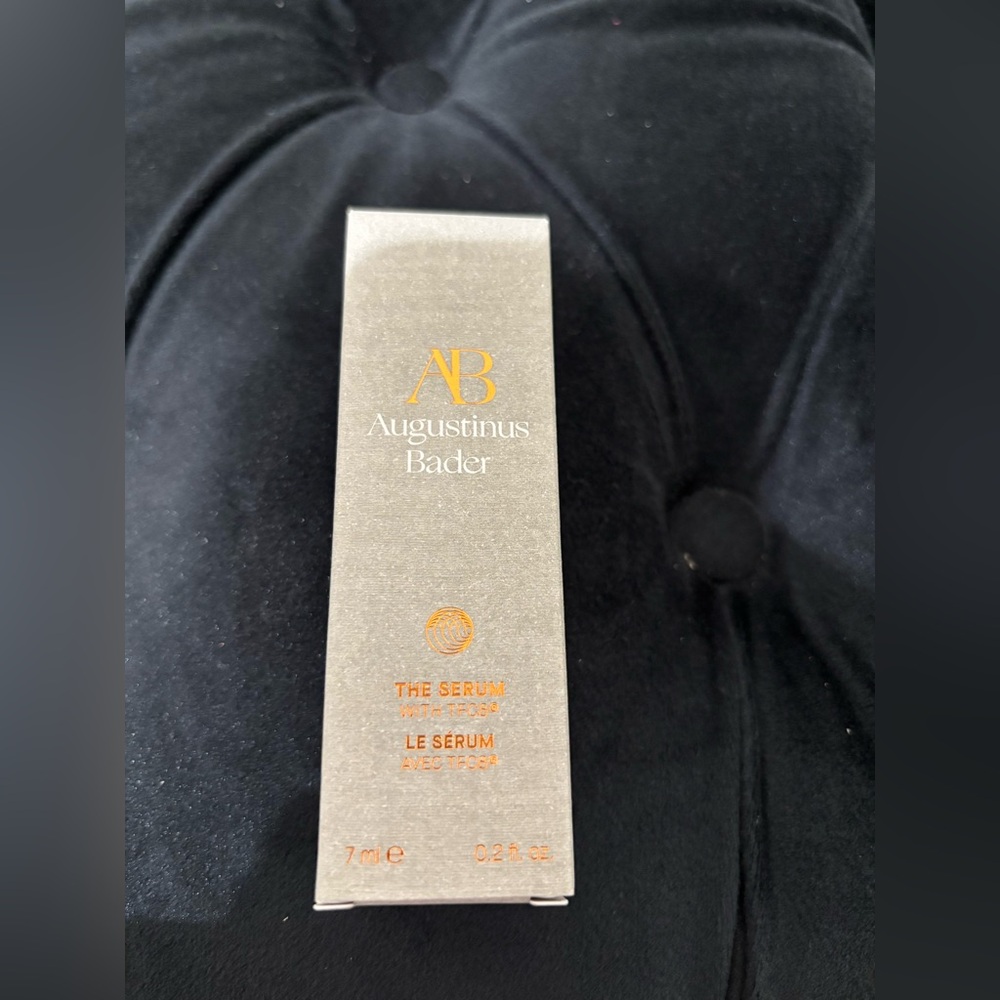 AB
Augustinus
Bader
THE SERUM
WITH TFC8®
LE SÉRUM
AVEC TFC8®
7 ml ℮ 0.2 fl. oz.